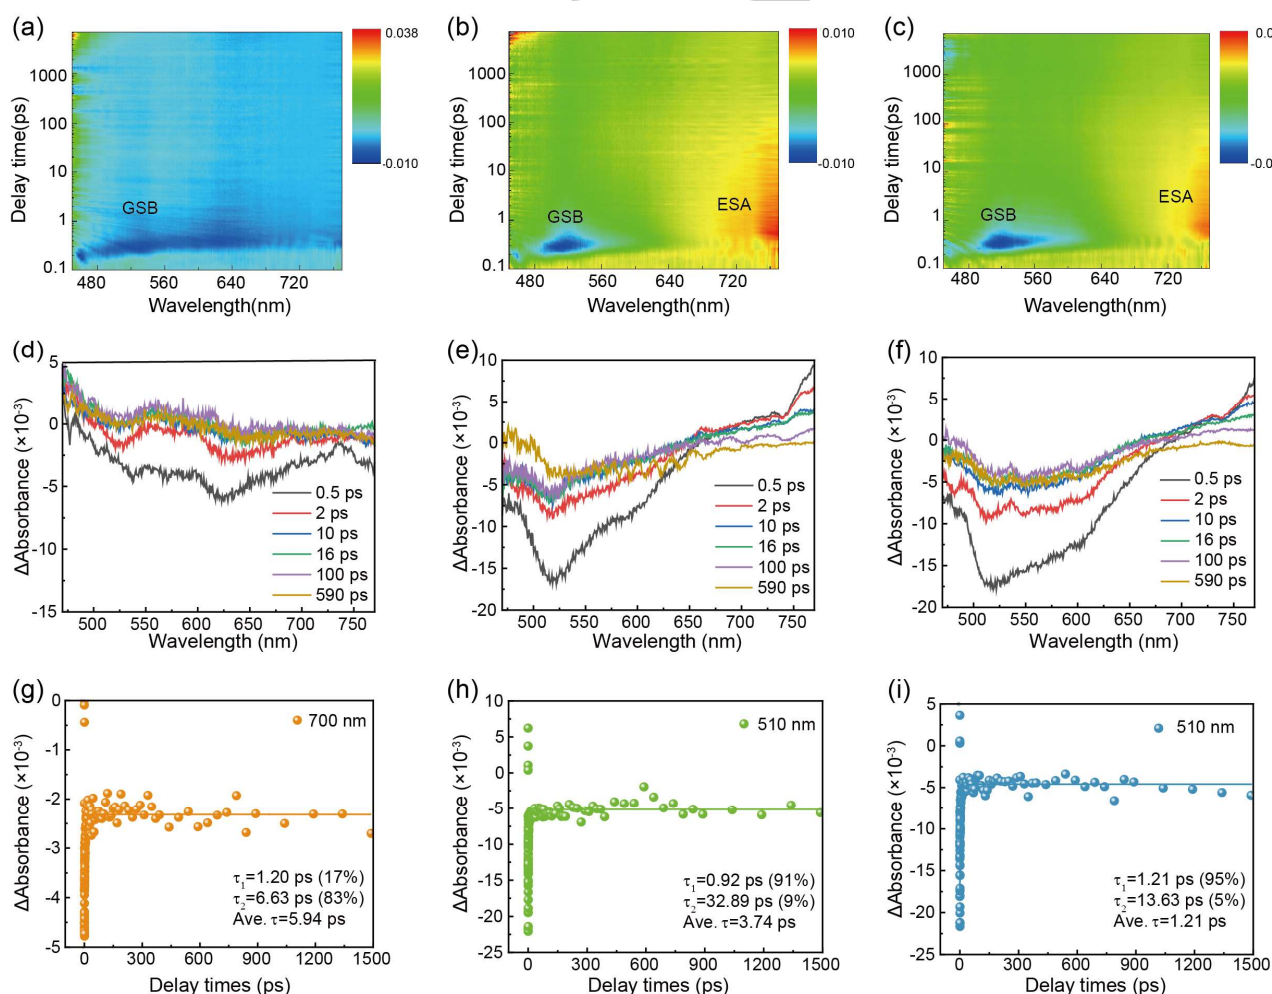 (a)
0.038
-0.010
1000
100
10
1
0.1
Delay time(ps)
GSB
480
560
640
720
Wavelength(nm)
(b)
0.010
-0.010
1000
100
10
1
0.1
Delay time(ps)
GSB
ESA
480
560
640
720
Wavelength(nm)
(c)
0.0
-0.0
1000
100
10
1
0.1
Delay time(ps)
GSB
ESA
480
560
640
720
Wavelength(nm)
(d)
5
0
-5
-10
-15
ΔAbsorbance (×10⁻³)
0.5 ps
2 ps
10 ps
16 ps
100 ps
590 ps
500 550 600 650 700 750
Wavelength (nm)
(e)
10
5
0
-5
-10
-15
-20
ΔAbsorbance (×10⁻³)
0.5 ps
2 ps
10 ps
16 ps
100 ps
590 ps
500 550 600 650 700 750
Wavelength (nm)
(f)
10
5
0
-5
-10
-15
-20
ΔAbsorbance (×10⁻³)
0.5 ps
2 ps
10 ps
16 ps
100 ps
590 ps
500 550 600 650 700 750
Wavelength (nm)
(g)
0
-1
-2
-3
-4
-5
ΔAbsorbance (×10⁻³)
700 nm
τ₁=1.20 ps (17%)
τ₂=6.63 ps (83%)
Ave. τ=5.94 ps
0 300 600 900 1200 1500
Delay times (ps)
(h)
10
5
0
-5
-10
-15
-20
-25
ΔAbsorbance (×10⁻³)
510 nm
τ₁=0.92 ps (91%)
τ₂=32.89 ps (9%)
Ave. τ=3.74 ps
0 300 600 900 1200 1500
Delay times (ps)
(i)
5
0
-5
-10
-15
-20
-25
ΔAbsorbance (×10⁻³)
510 nm
τ₁=1.21 ps (95%)
τ₂=13.63 ps (5%)
Ave. τ=1.21 ps
0 300 600 900 1200 1500
Delay times (ps)